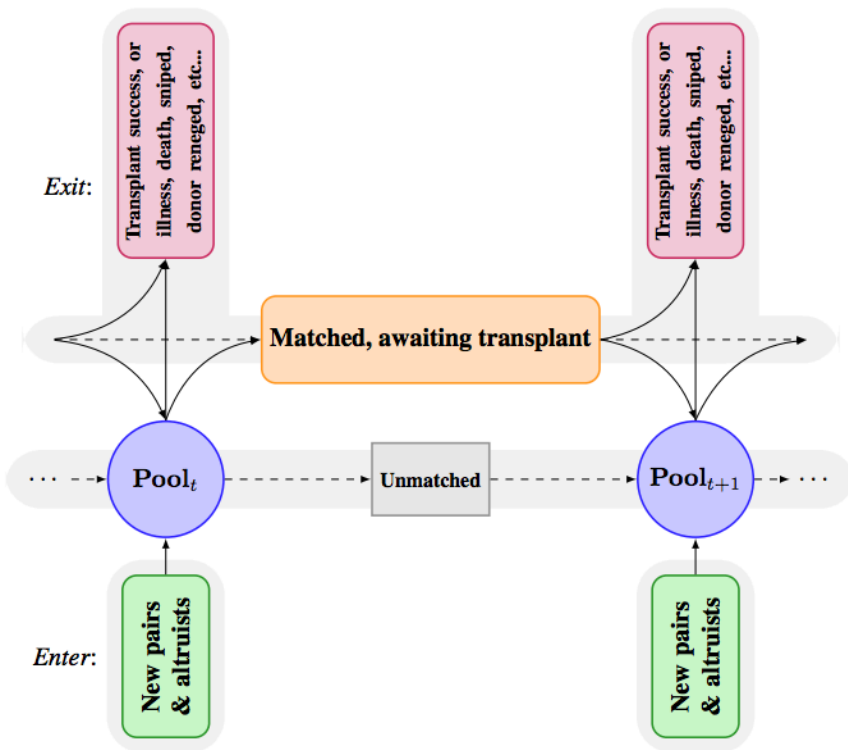 Transplant success, or
illness, death, sniped,
donor reneged, etc...
Transplant success, or
illness, death, sniped,
donor reneged, etc...
Exit:
Matched, awaiting transplant
... Pool_t
Unmatched
Pool_{t+1} ...
New pairs
& altruists
New pairs
& altruists
Enter: